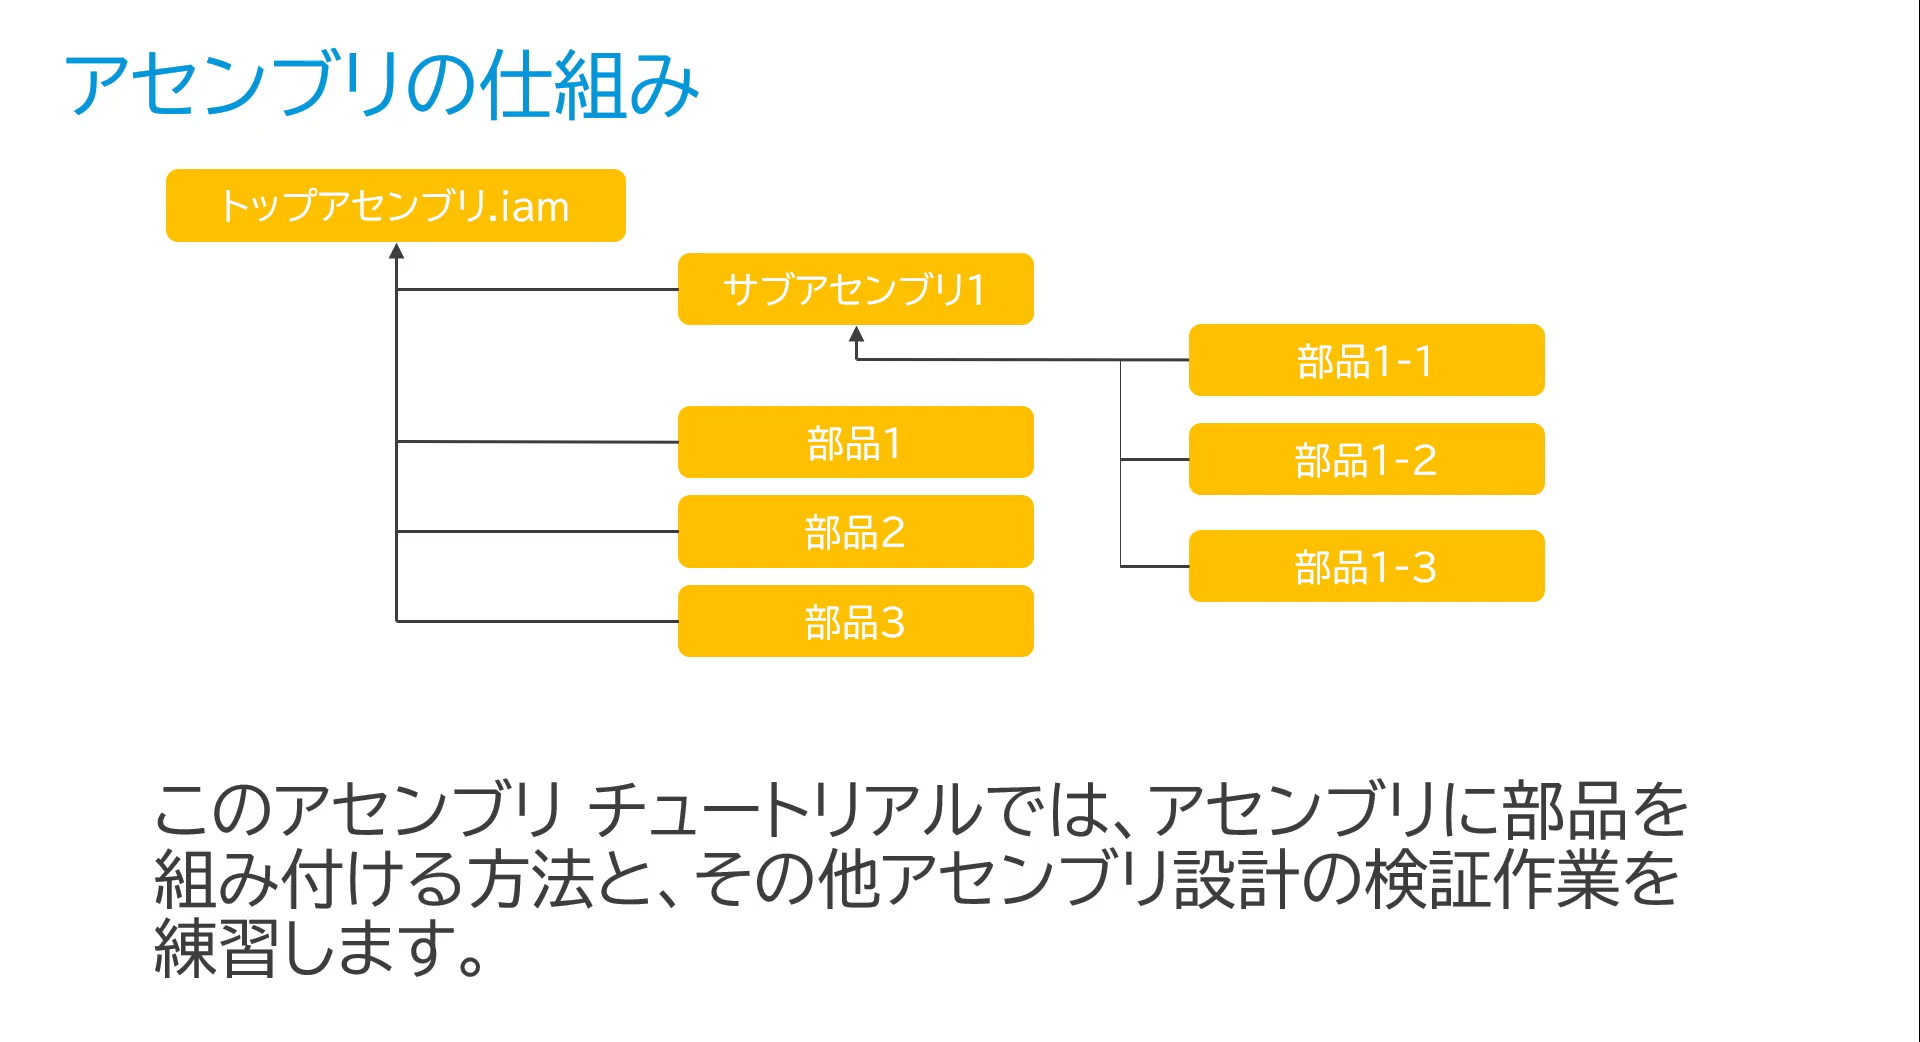 アセンブリの仕組み
トップアセンブリ.iam
サブアセンブリ1
部品1-1
部品1
部品1-2
部品2
部品1-3
部品3
このアセンブリ チュートリアルでは、アセンブリに部品を
組み付ける方法と、その他アセンブリ設計の検証作業を
練習します。